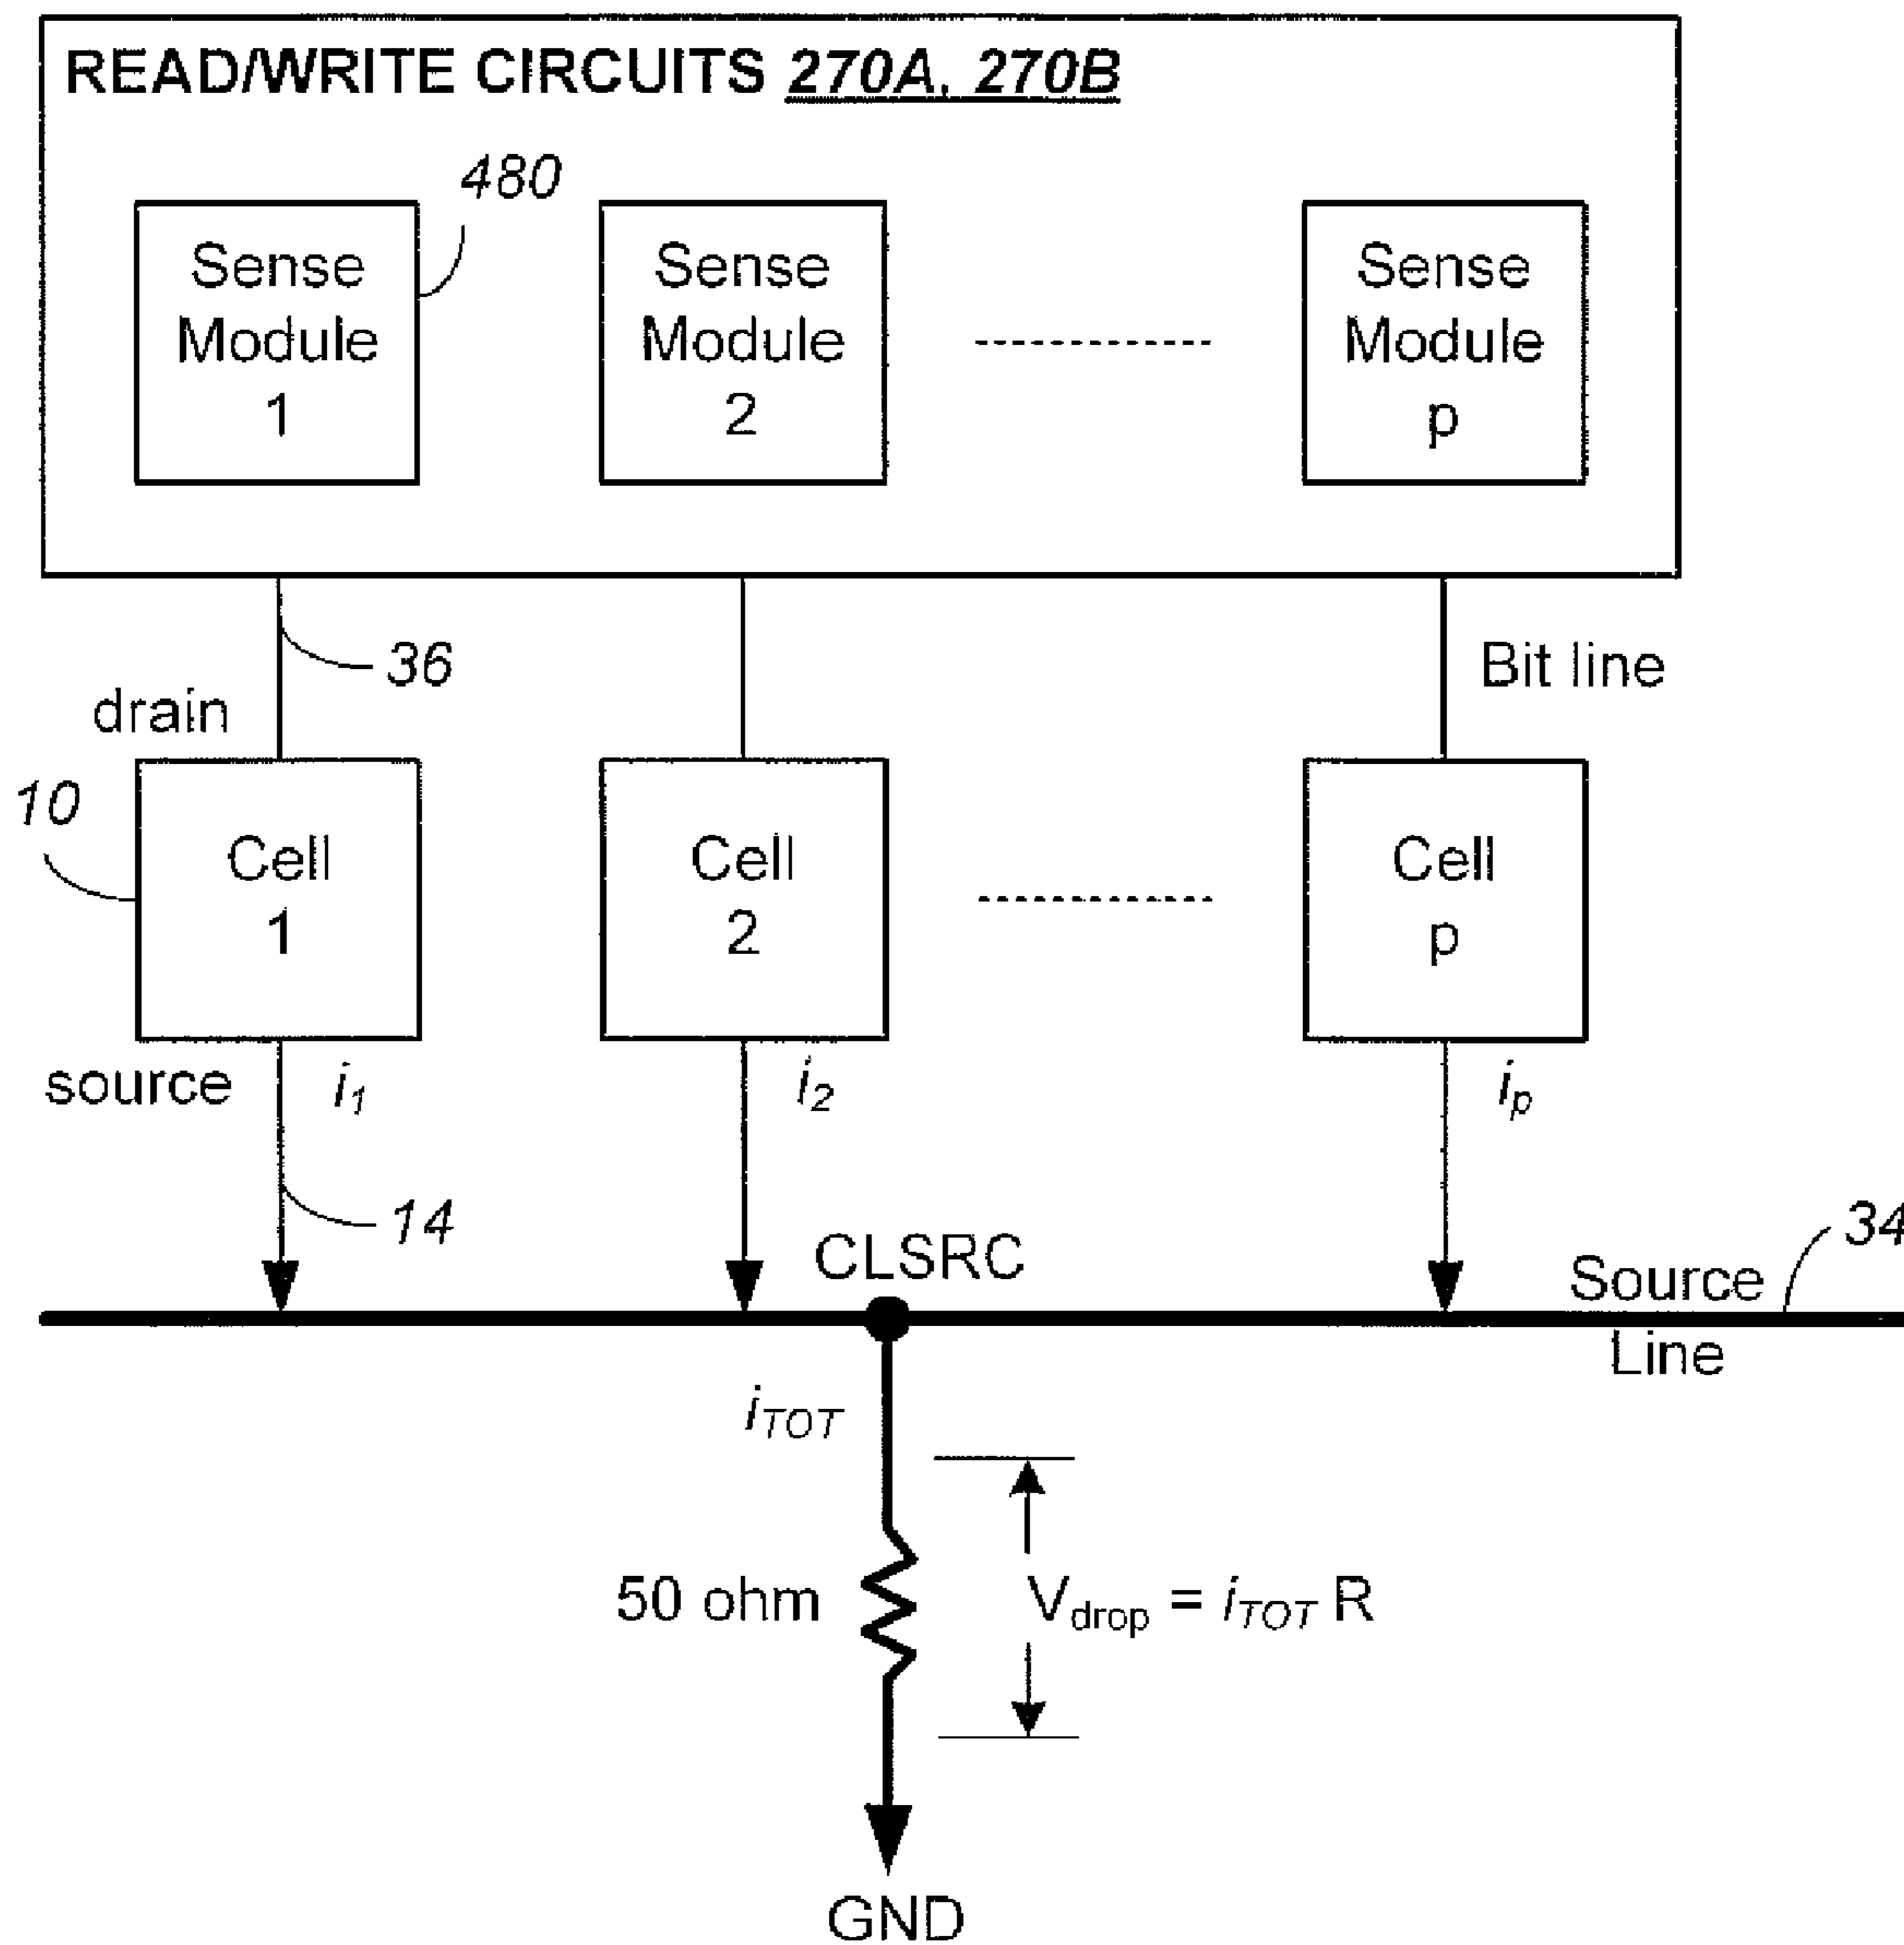 READ/WRITE CIRCUITS 270A, 270B
480
Sense Module 1
Sense Module 2
Sense Module p
36
Bit line
drain
10
Cell 1
Cell 2
Cell p
source
i1
i2
ip
14
CLSRC
34
Source Line
iTOT
50 ohm
Vdrop = iTOT R
GND